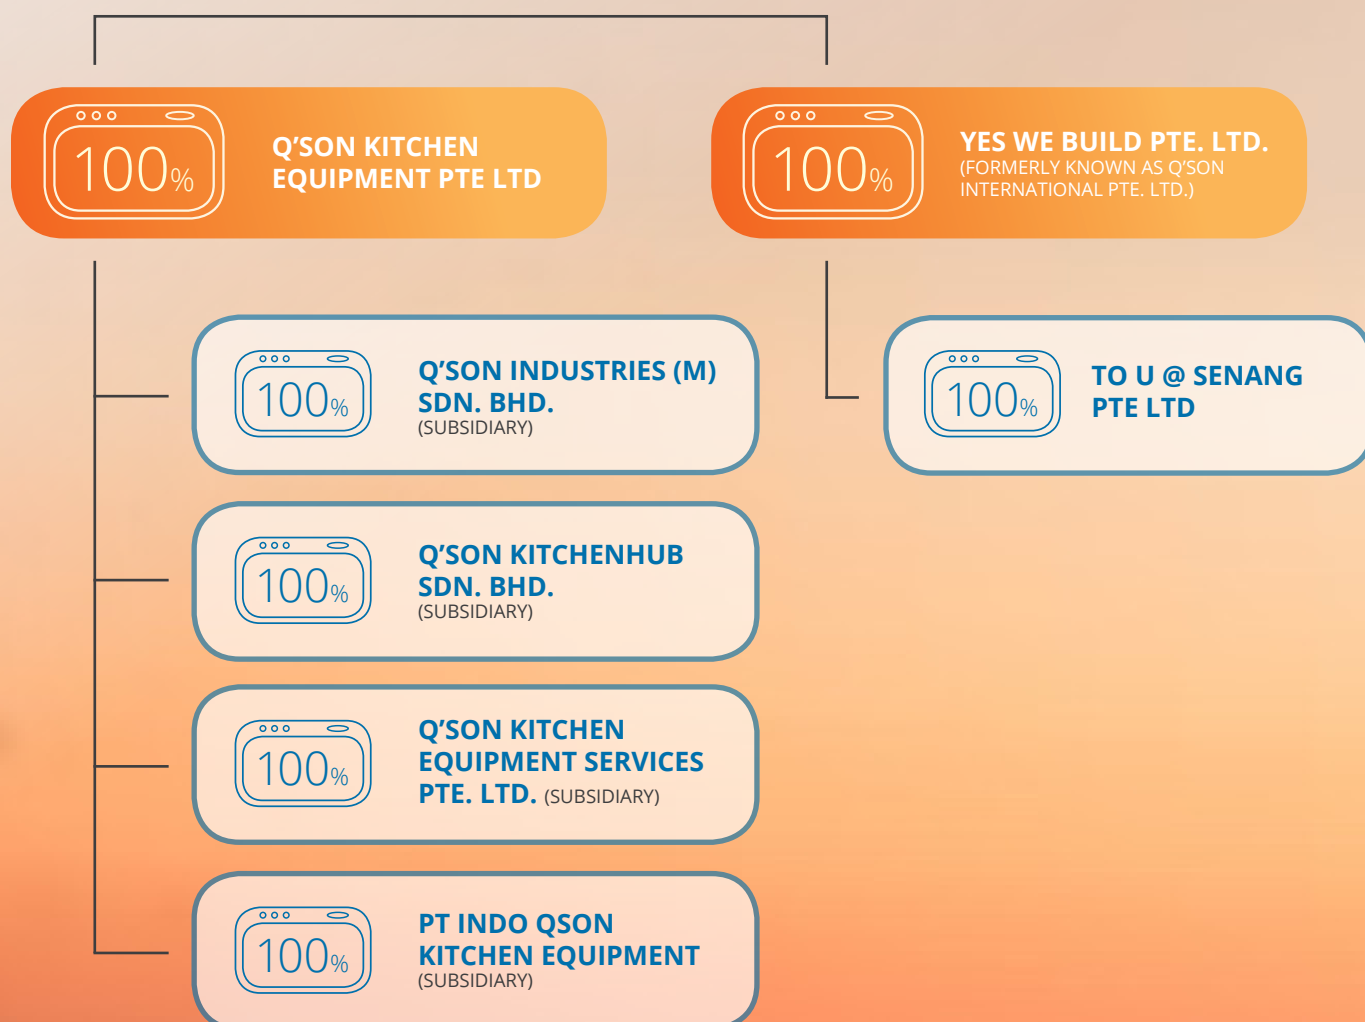 100%
Q’SON KITCHEN
EQUIPMENT PTE LTD
100%
YES WE BUILD PTE. LTD.
(FORMERLY KNOWN AS Q’SON
INTERNATIONAL PTE. LTD.)
100%
Q’SON INDUSTRIES (M)
SDN. BHD.
(SUBSIDIARY)
100%
TO U @ SENANG
PTE LTD
100%
Q’SON KITCHENHUB
SDN. BHD.
(SUBSIDIARY)
100%
Q’SON KITCHEN
EQUIPMENT SERVICES
PTE. LTD. (SUBSIDIARY)
100%
PT INDO QSON
KITCHEN EQUIPMENT
(SUBSIDIARY)